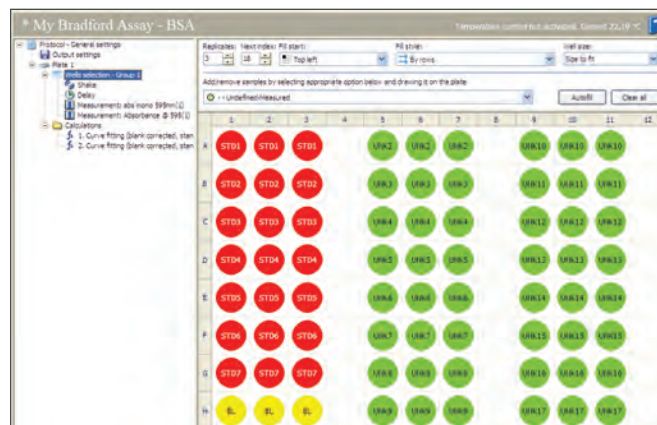 * My Bradford Assay - BSA
Temperature control not activated. Current 22,19 °C
Protocol - General settings
Output settings
Plate 1
Wells selection - Group 1
Shake
Delay
Measurement: abs mono 595nm(1)
Measurement: Absorbance @ 595(1)
Calculations
1. Curve fitting (blank corrected, stan
2. Curve fitting (blank corrected, stan
Replicates: Next index: Fill start: Fill style: Well size:
3 18 Top left By rows Size to fit
Add/remove samples by selecting appropriate option below and drawing it on the plate
- - Undefined/Measured Autofill Clear all
1 2 3 4 5 6 7 8 9 10 11 12
A STD1 STD1 STD1 Unk2 Unk2 Unk2 Unk10 Unk10 Unk10
B STD2 STD2 STD2 Unk3 Unk3 Unk3 Unk11 Unk11 Unk11
C STD3 STD3 STD3 Unk4 Unk4 Unk4 Unk12 Unk12 Unk12
D STD4 STD4 STD4 Unk5 Unk5 Unk5 Unk13 Unk13 Unk13
E STD5 STD5 STD5 Unk6 Unk6 Unk6 Unk14 Unk14 Unk14
F STD6 STD6 STD6 Unk7 Unk7 Unk7 Unk15 Unk15 Unk15
G STD7 STD7 STD7 Unk8 Unk8 Unk8 Unk16 Unk16 Unk16
H BL BL BL Unk9 Unk9 Unk9 Unk17 Unk17 Unk17